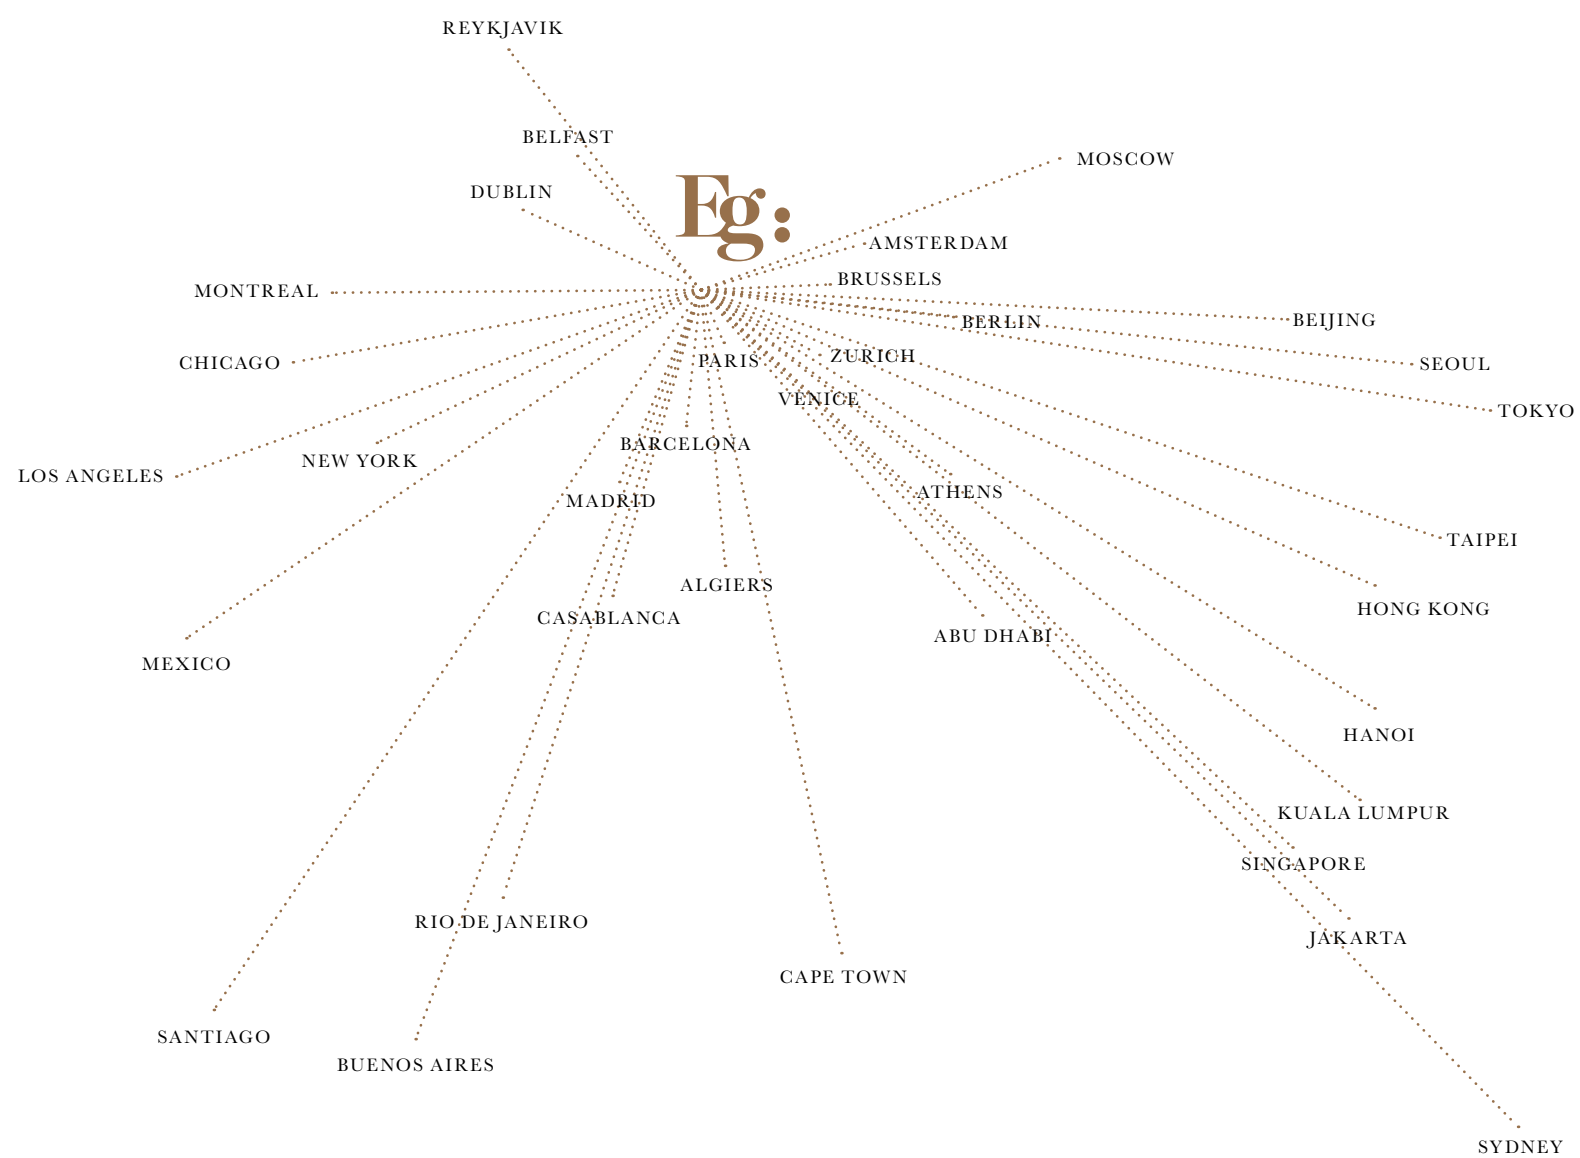 REYKJAVIK
BELFAST
MOSCOW
DUBLIN
Eg:
AMSTERDAM
BRUSSELS
MONTREAL
BERLIN
BEIJING
CHICAGO
PARIS
ZURICH
SEOUL
VENICE
TOKYO
BARCELONA
NEW YORK
LOS ANGELES
MADRID
ATHENS
TAIPEI
ALGIERS
HONG KONG
CASABLANCA
ABU DHABI
MEXICO
HANOI
KUALA LUMPUR
SINGAPORE
RIO DE JANEIRO
JAKARTA
CAPE TOWN
SANTIAGO
BUENOS AIRES
SYDNEY